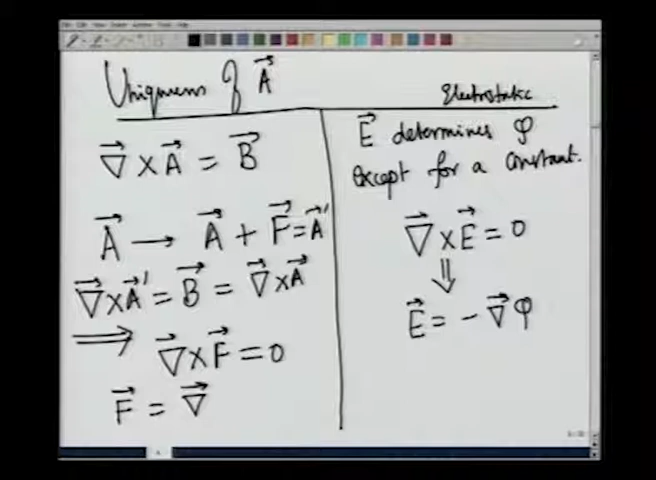 Uniqueness of A⃗
∇⃗ × A⃗ = B⃗
A⃗ → A⃗ + F⃗ = A⃗'
∇⃗ × A⃗' = B⃗ = ∇⃗ × A⃗
⟹ ∇⃗ × F⃗ = 0
F⃗ = ∇⃗
Electrostatic
E⃗ determines φ
except for a constant.
∇⃗ × E⃗ = 0
⇓
E⃗ = - ∇⃗ φ